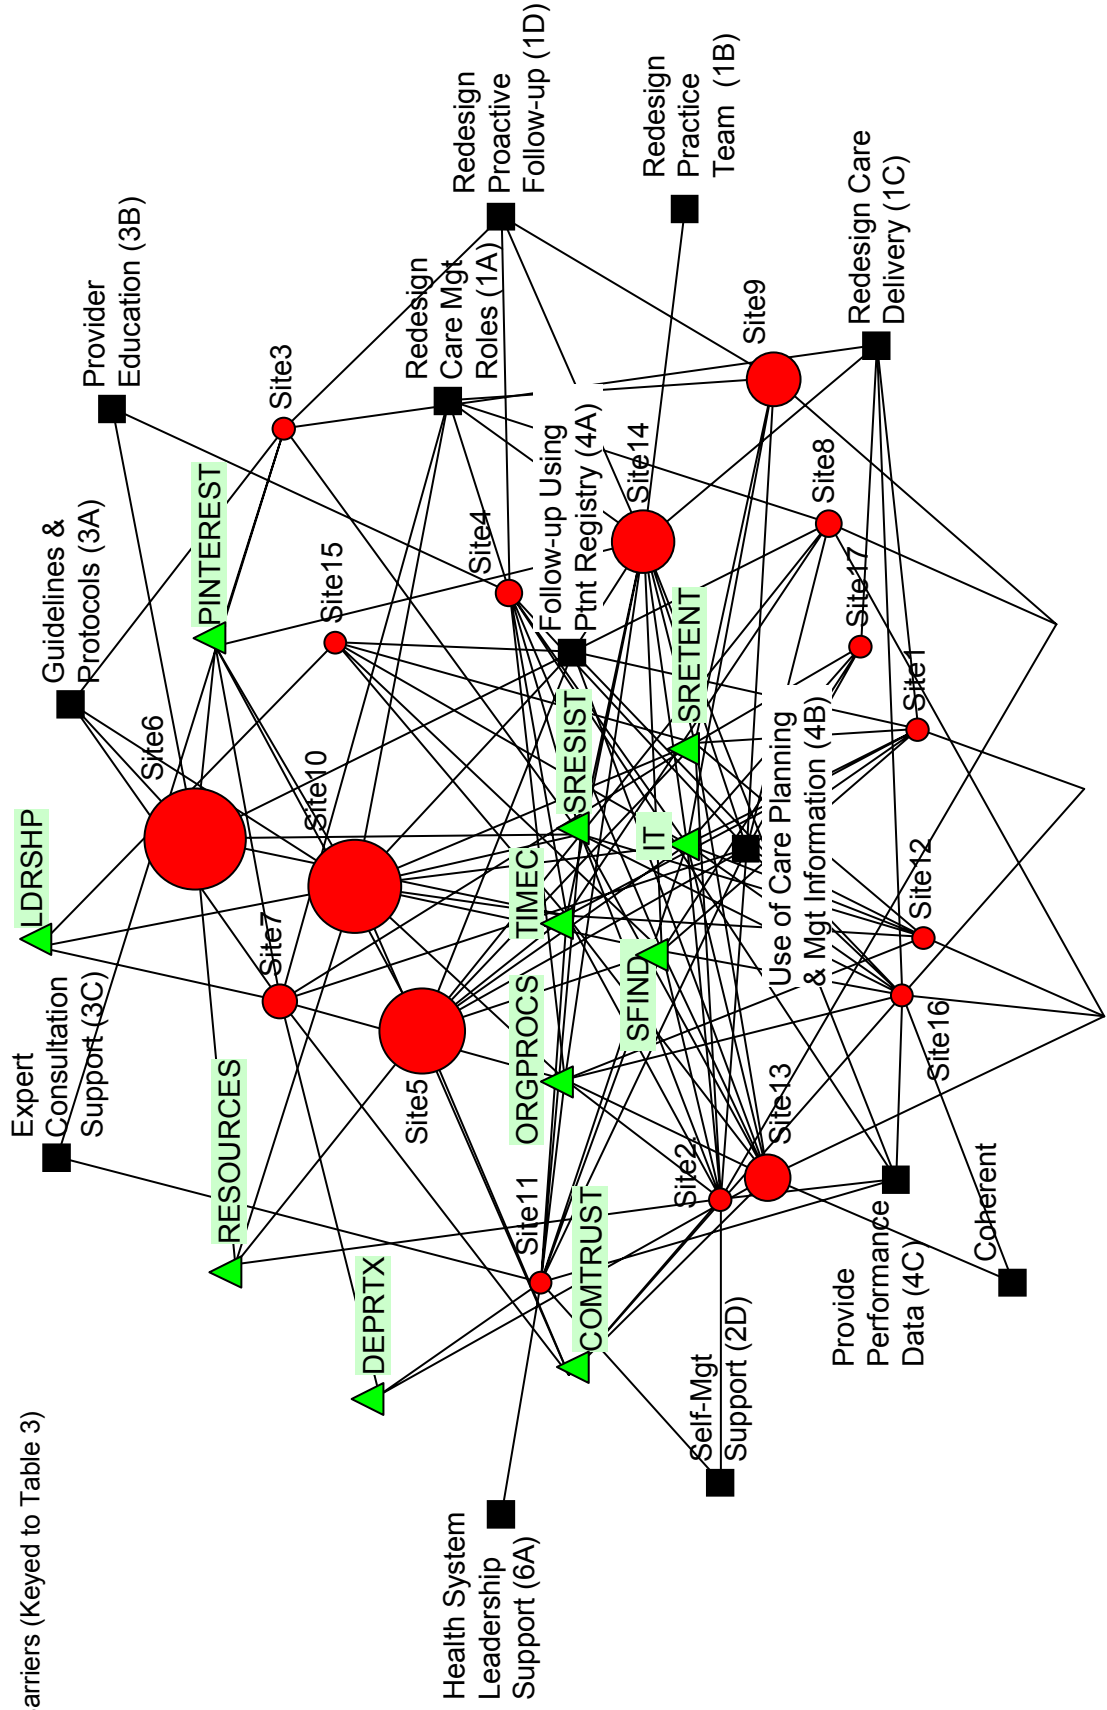 arriers (Keyed to Table 3)
LDRSHP
Expert
Consultation
Support (3C)
Guidelines &
Protocols (3A)
Provider
Education (3B)
Site6
PINTEREST
Site3
RESOURCES
Site7
Site10
Site15
DEPRTX
Site5
Redesign
Care Mgt
Roles (1A)
Redesign
Proactive
Follow-up (1D)
Site4
Health System
Leadership
Support (6A)
Site11
ORGPROCS
TIMEC
SRESIST
Follow-up Using
Ptnt Registry (4A)
COMTRUST
SFIND
IT
SRETENT
Site14
Redesign
Practice
Team (1B)
Self-Mgt
Support (2D)
Site2
Site13
Use of Care Planning
& Mgt Information (4B)
Site9
Site8
Site17
Redesign Care
Delivery (1C)
Provide
Performance
Data (4C)
Site16
Site12
Site1
Coherent